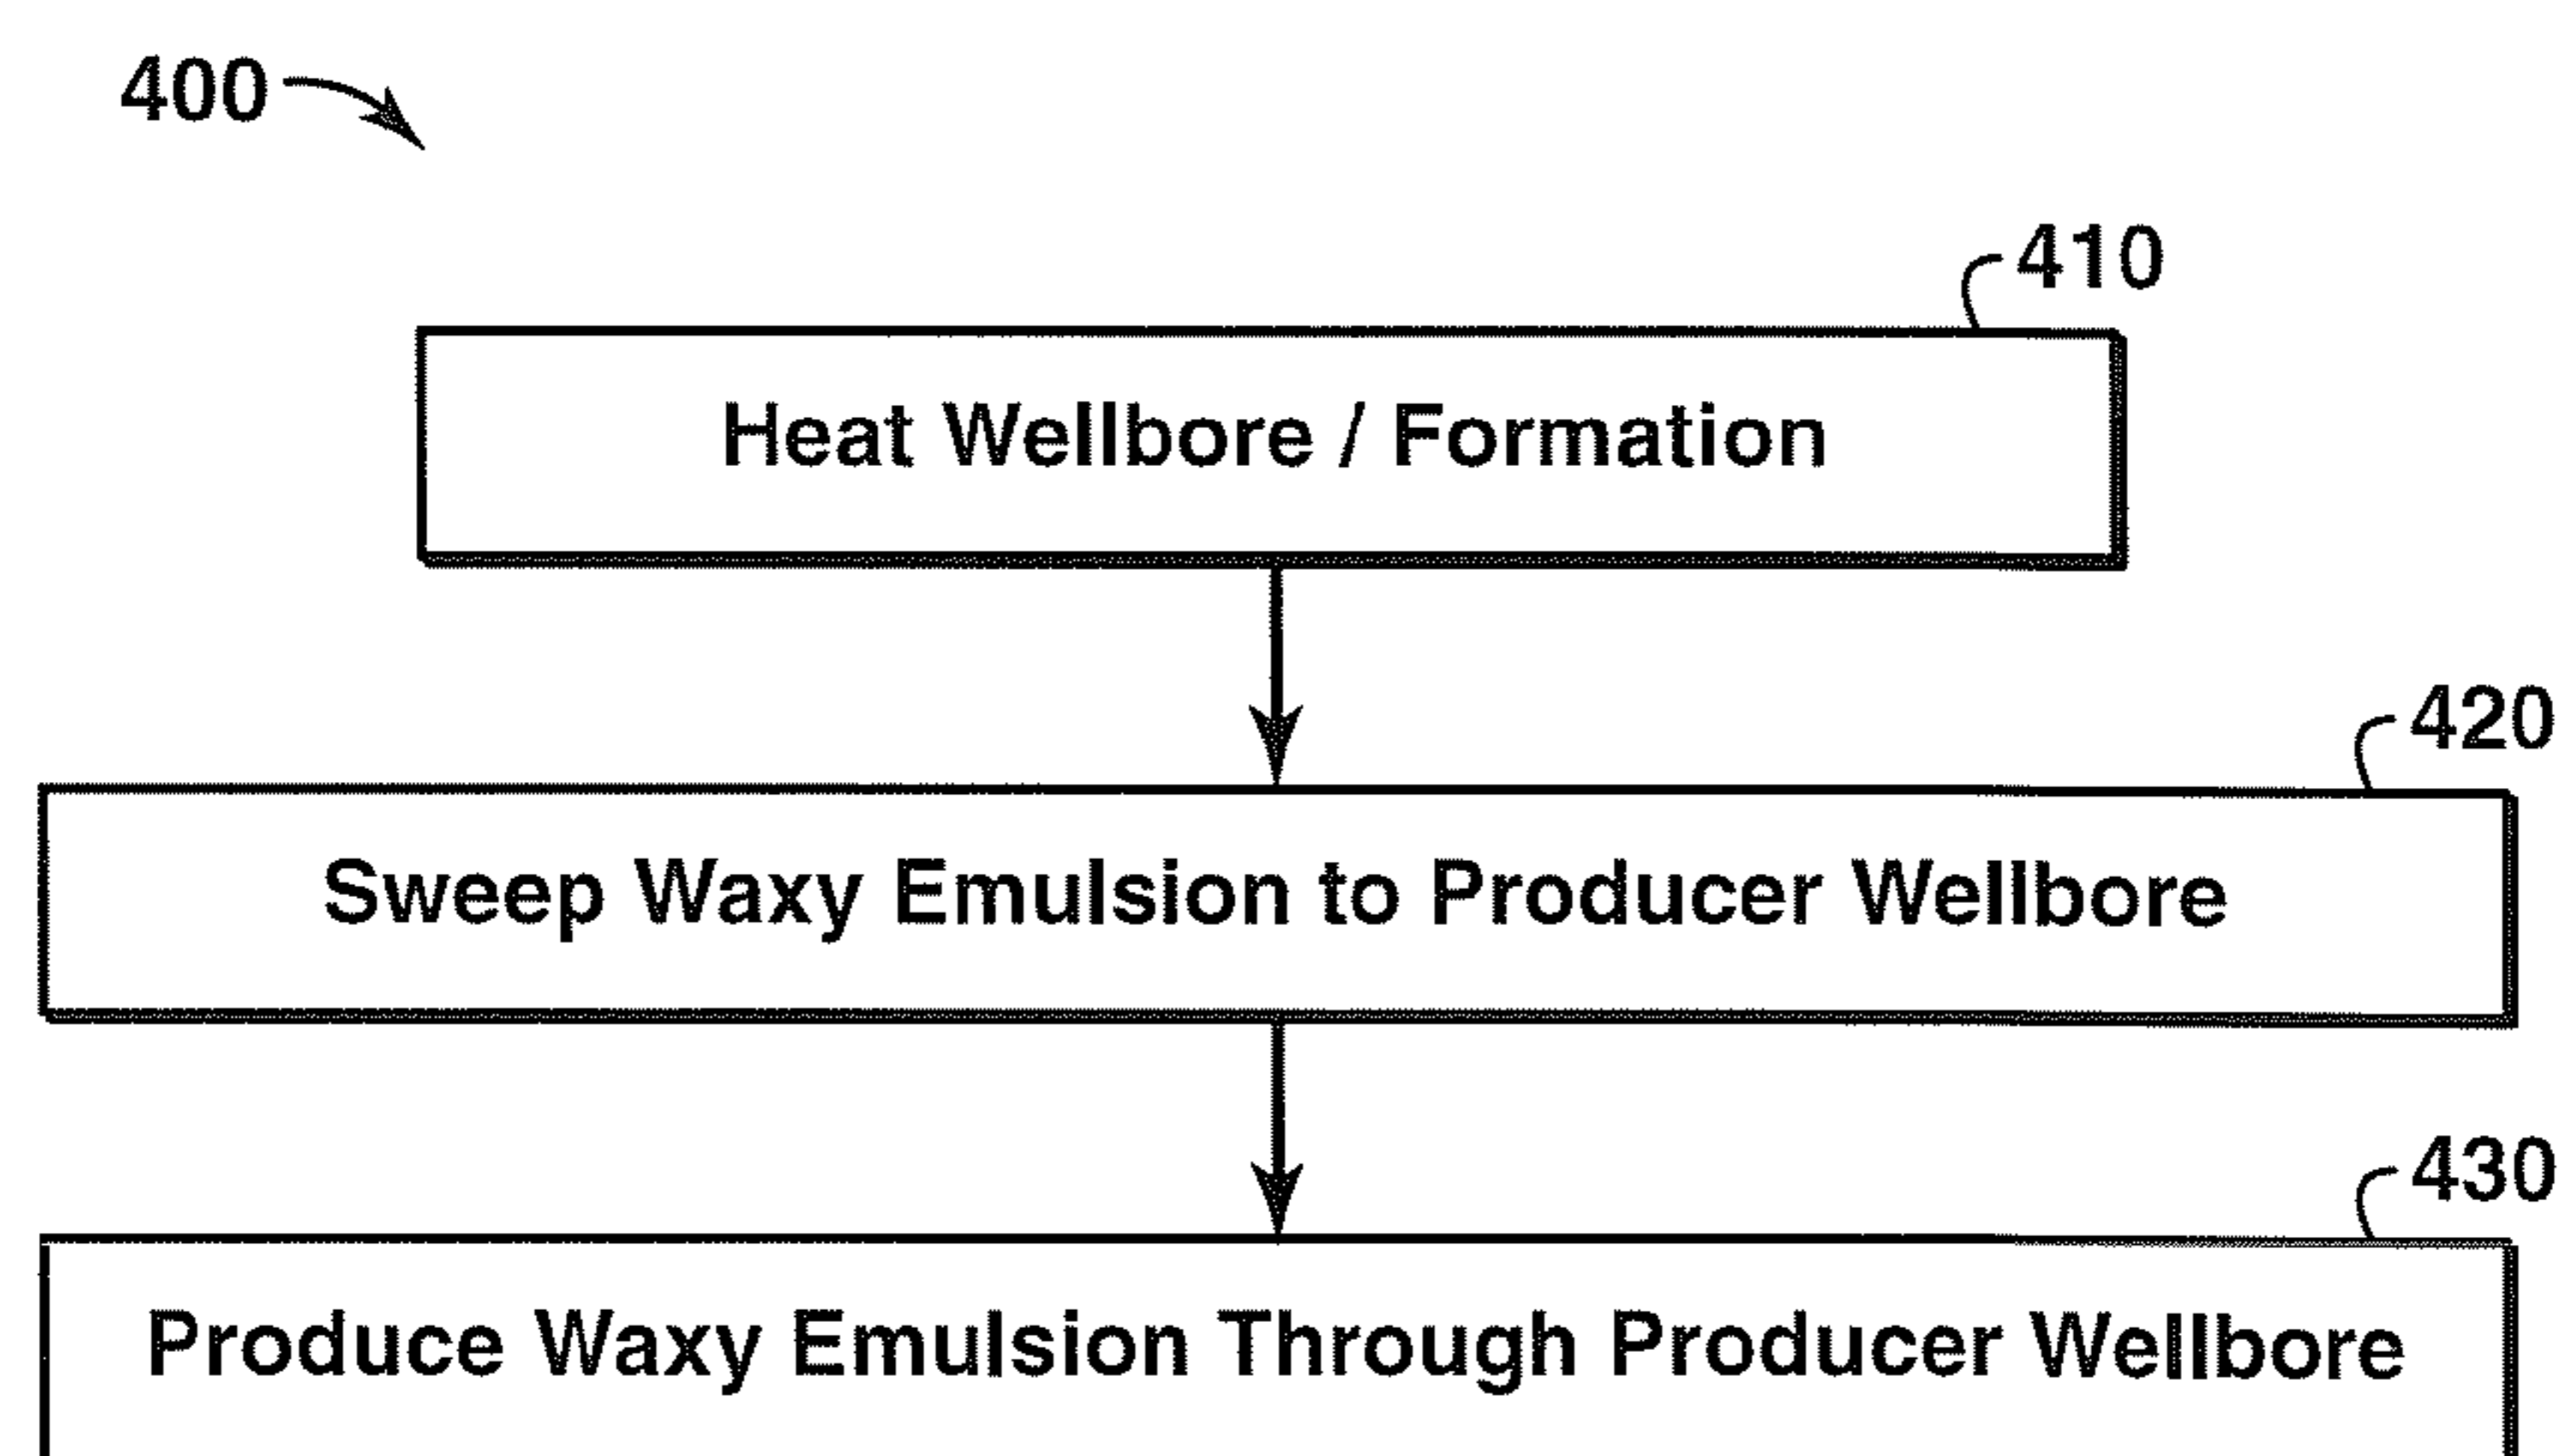 400
410
Heat Wellbore / Formation
420
Sweep Waxy Emulsion to Producer Wellbore
430
Produce Waxy Emulsion Through Producer Wellbore